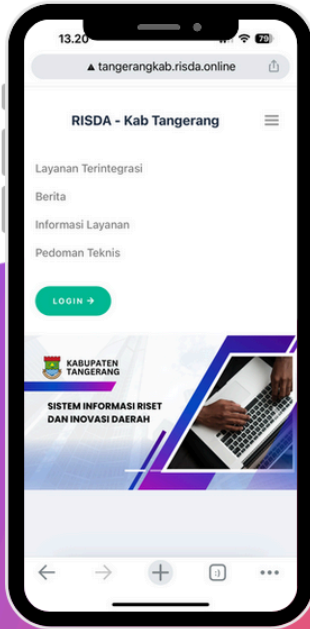 13.20
79
tangerangkab.risda.online
RISDA - Kab Tangerang
Layanan Terintegrasi
Berita
Informasi Layanan
Pedoman Teknis
LOGIN →
KABUPATEN
TANGERANG
SISTEM INFORMASI RISET
DAN INOVASI DAERAH
:)